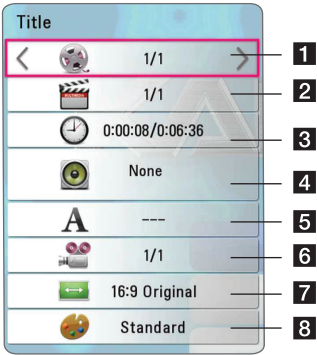 Title
1/1 1
1/1 2
0:00:08/0:06:36 3
None 4
A --- 5
1/1 6
16:9 Original 7
Standard 8